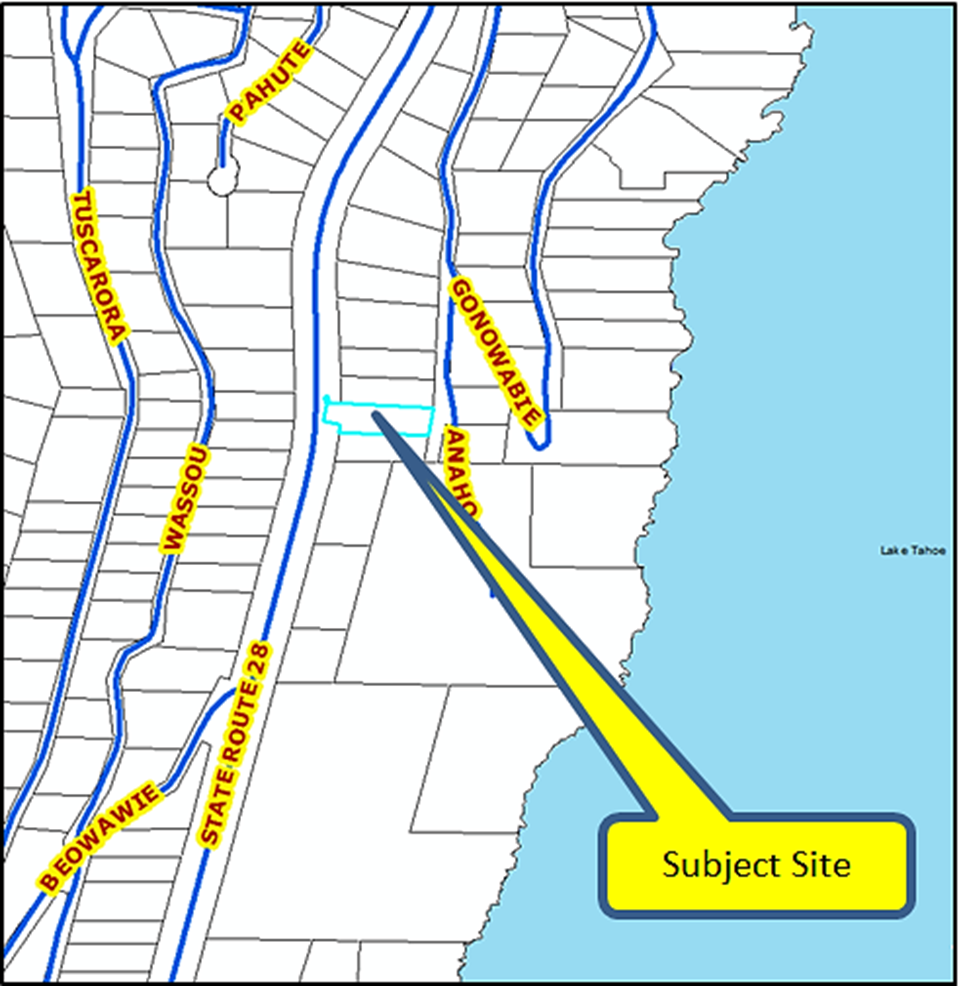 PAHUTE
TUSCARORA
GONOWABIE
WASSOU
ANAHO
Lake Tahoe
STATE ROUTE 28
BEOWAWIE
Subject Site